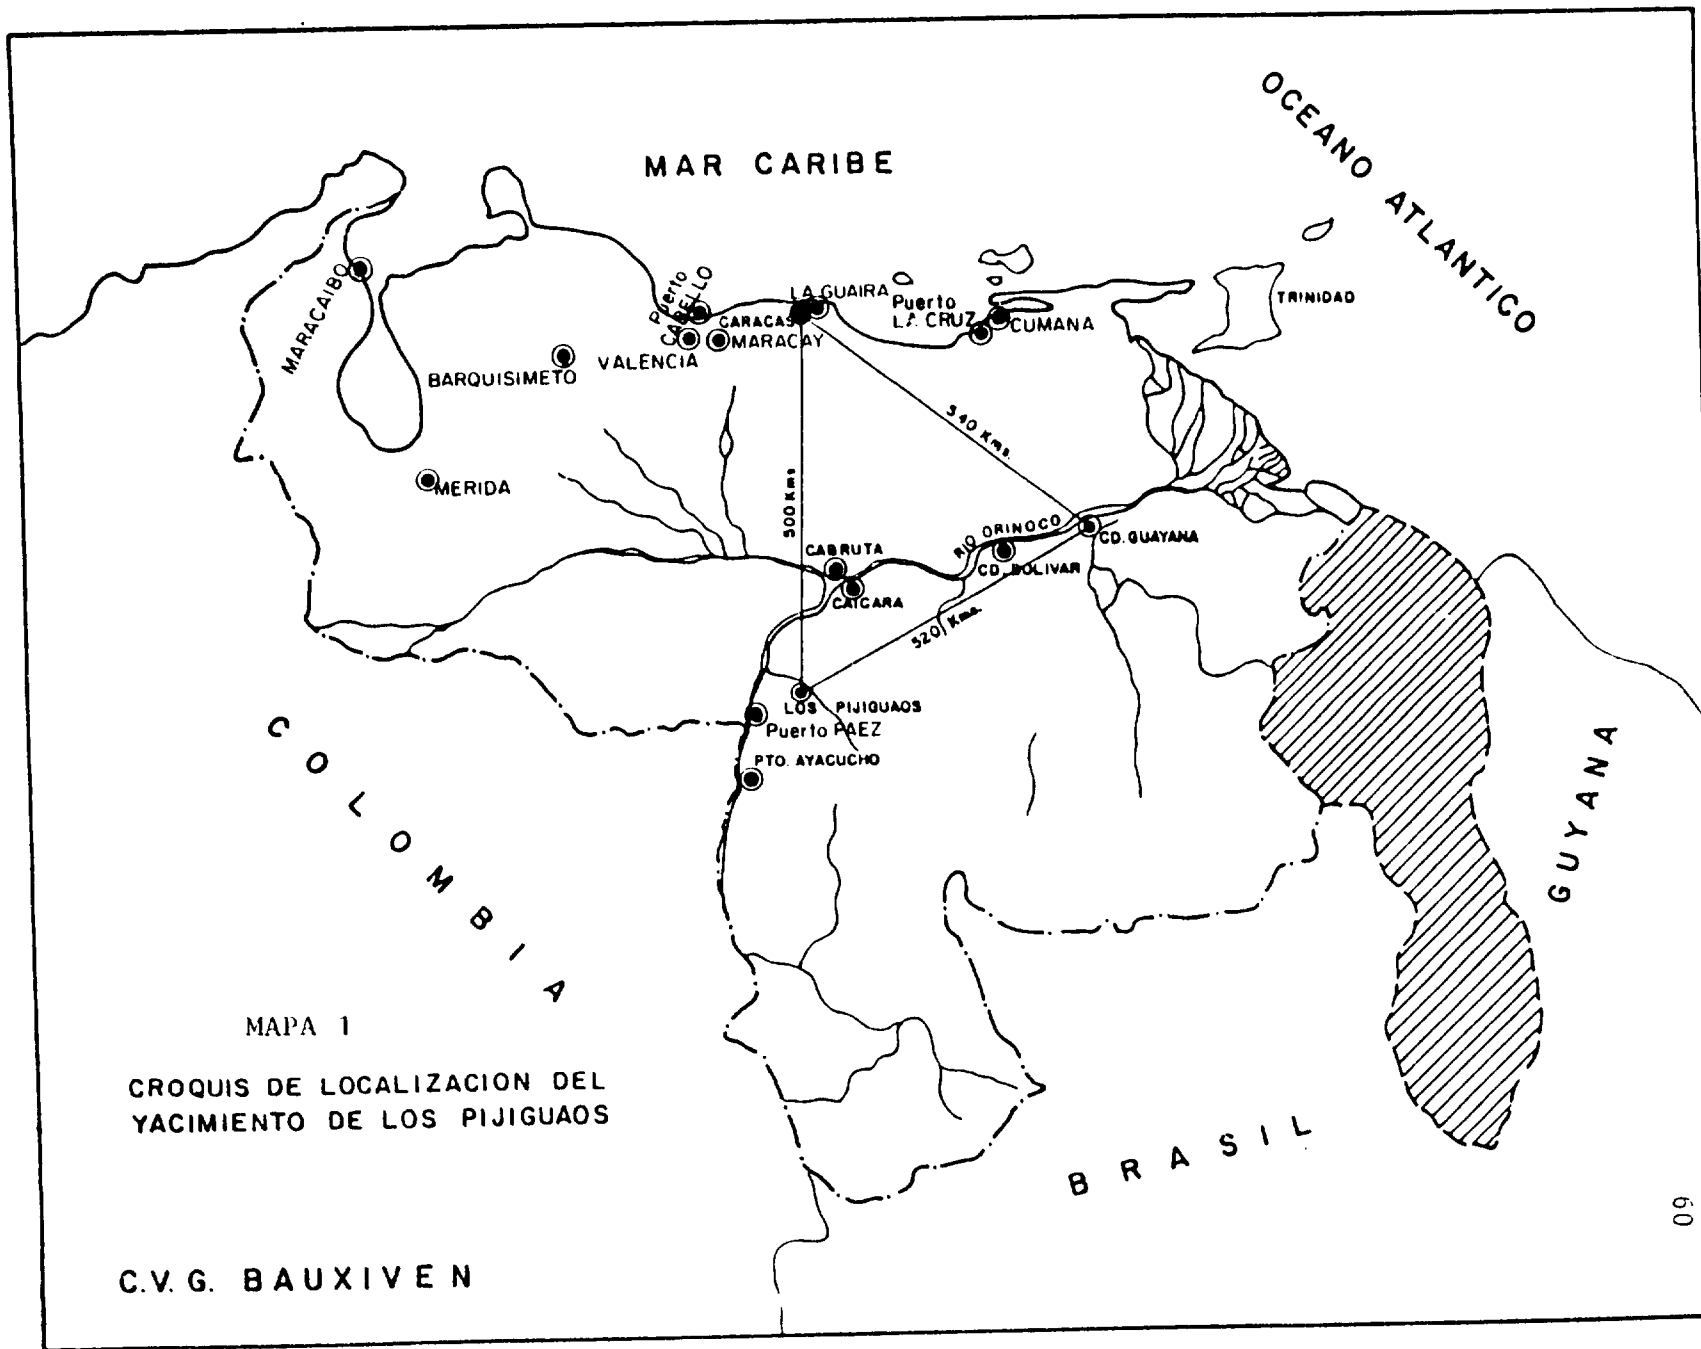 OCEANO ATLANTICO
MAR CARIBE
TRINIDAD
MARACAIBO
Puerto
CABELLO
LA GUAIRA
CARACAS
MARACAY
VALENCIA
BARQUISIMETO
Puerto
LA CRUZ
CUMANA
MERIDA
500 Kms
340 Kms.
520 Kms.
CABRUTA
CAICARA
RIO ORINOCO
CD. BOLIVAR
CD. GUAYANA
LOS PIJIGUAOS
Puerto PAEZ
PTO. AYACUCHO
COLOMBIA
GUYANA
BRASIL
MAPA 1
CROQUIS DE LOCALIZACION DEL
YACIMIENTO DE LOS PIJIGUAOS
C.V.G. BAUXIVEN
60